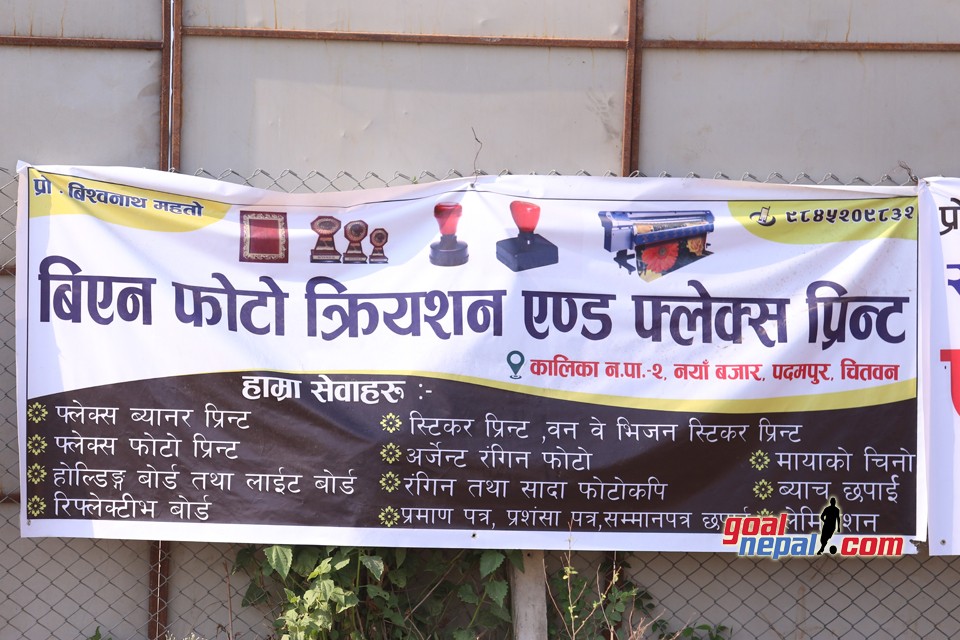 प्रो . बिश्वनाथ महतो
९८४५२०९८३२
बिएन फोटो क्रियशन एण्ड फ्लेक्स प्रिन्ट
कालिका न.पा.-२, नयाँ बजार, पदमपुर, चितवन
हाम्रा सेवाहरू :-
फ्लेक्स ब्यानर प्रिन्ट
फ्लेक्स फोटो प्रिन्ट
होल्डिङ्ग बोर्ड तथा लाईट बोर्ड
रिफ्लेक्टीभ बोर्ड
स्टिकर प्रिन्ट ,वन वे भिजन स्टिकर प्रिन्ट
अर्जेन्ट रंगिन फोटो
रंगिन तथा सादा फोटोकपि
प्रमाण पत्र, प्रशंसा पत्र,सम्मानपत्र छपाई
मायाको चिनो
ब्याच छपाई
goal
nepal.com
प्रो